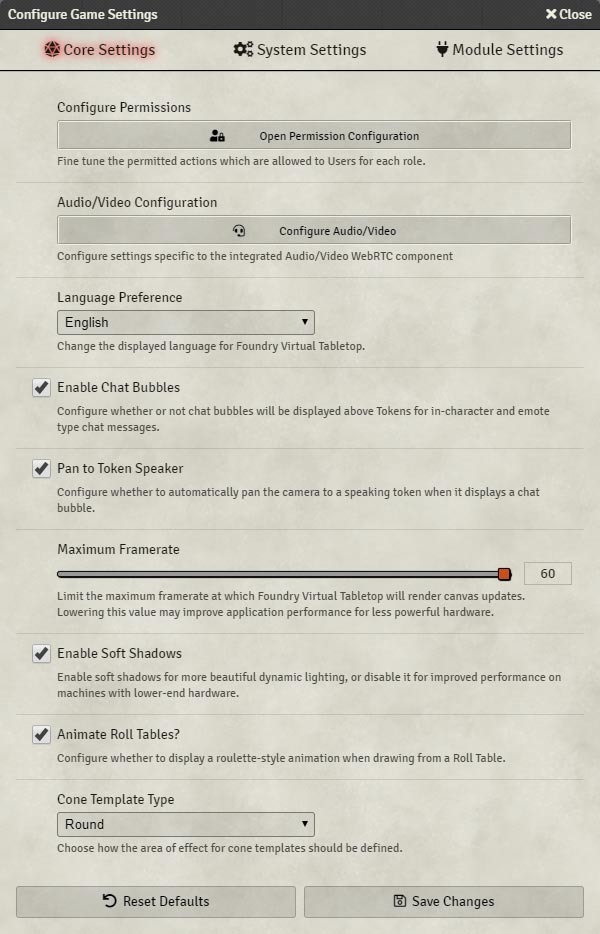 Configure Game Settings
Close
Core Settings
System Settings
Module Settings
Configure Permissions
Open Permission Configuration
Fine tune the permitted actions which are allowed to Users for each role.
Audio/Video Configuration
Configure Audio/Video
Configure settings specific to the integrated Audio/Video WebRTC component
Language Preference
English
Change the displayed language for Foundry Virtual Tabletop.
Enable Chat Bubbles
Configure whether or not chat bubbles will be displayed above Tokens for in-character and emote
type chat messages.
Pan to Token Speaker
Configure whether to automatically pan the camera to a speaking token when it displays a chat
bubble.
Maximum Framerate
60
Limit the maximum framerate at which Foundry Virtual Tabletop will render canvas updates.
Lowering this value may improve application performance for less powerful hardware.
Enable Soft Shadows
Enable soft shadows for more beautiful dynamic lighting, or disable it for improved performance on
machines with lower-end hardware.
Animate Roll Tables?
Configure whether to display a roulette-style animation when drawing from a Roll Table.
Cone Template Type
Round
Choose how the area of effect for cone templates should be defined.
Reset Defaults
Save Changes